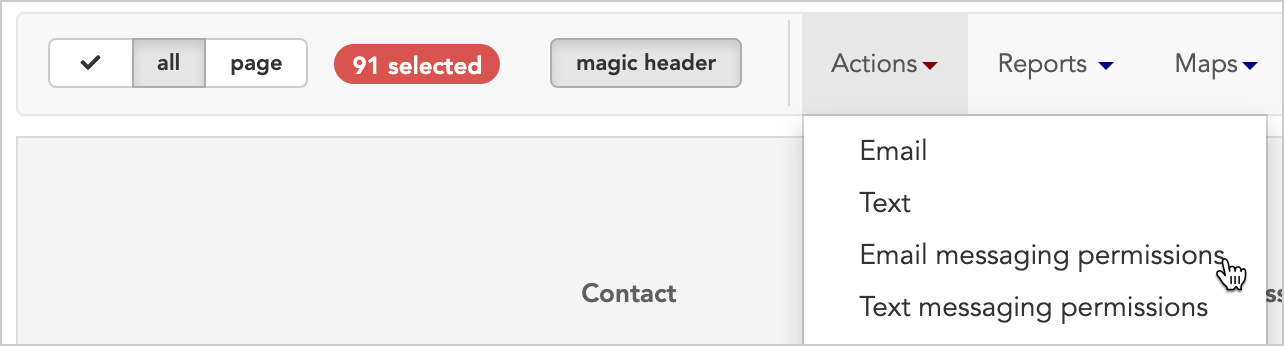 all page 91 selected magic header Actions Reports Maps
Email
Text
Email messaging permissions
Contact
Text messaging permissions